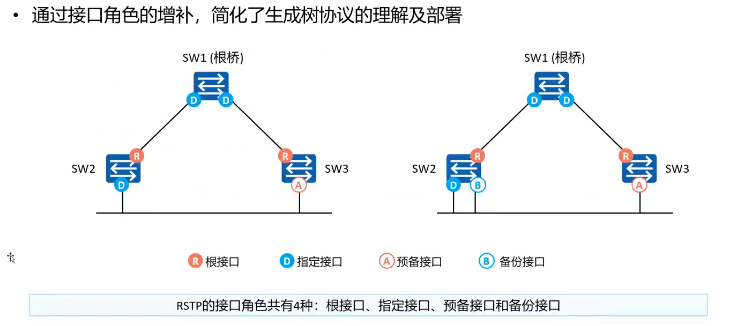 • 通过接口角色的增补，简化了生成树协议的理解及部署
SW1 (根桥)
D D
R R
SW2 SW3
D A
SW1 (根桥)
D D
R R
SW2 SW3
D B A
R 根接口 D 指定接口 A 预备接口 B 备份接口
RSTP的接口角色共有4种：根接口、指定接口、预备接口和备份接口